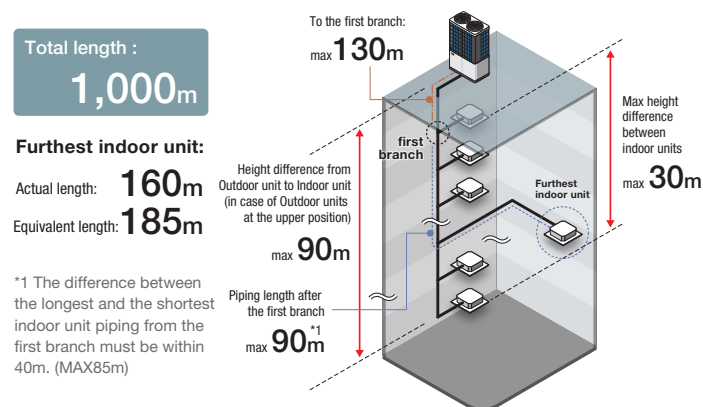 Total length :
1,000m
Furthest indoor unit:
Actual length: 160m
Equivalent length: 185m
*1 The difference between
the longest and the shortest
indoor unit piping from the
first branch must be within
40m. (MAX85m)
To the first branch:
max 130m
first
branch
Height difference from
Outdoor unit to Indoor unit
(in case of Outdoor units
at the upper position)
max 90m
Piping length after
the first branch
max 90m*1
Furthest
indoor unit
Max height
difference
between
indoor units
max 30m